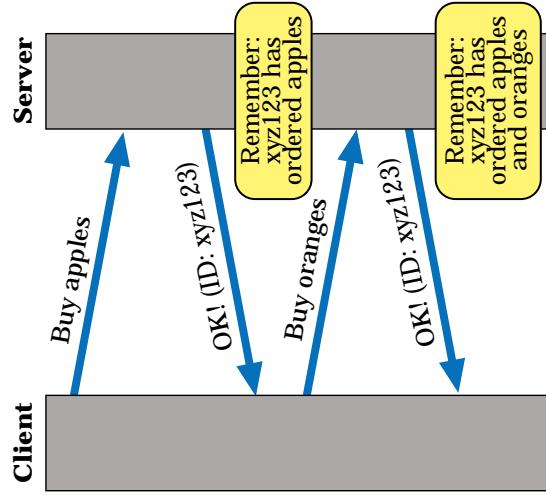 Client
Server
Buy apples
OK! (ID: xyz123)
Remember:
xyz123 has
ordered apples
Buy oranges
OK! (ID: xyz123)
Remember:
xyz123 has
ordered apples
and oranges